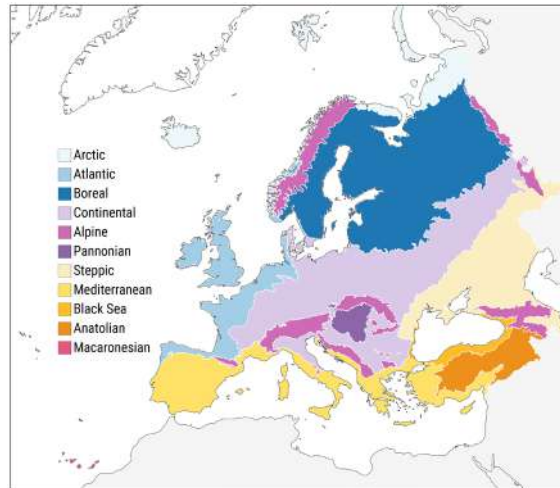 Arctic
Atlantic
Boreal
Continental
Alpine
Pannonian
Steppic
Mediterranean
Black Sea
Anatolian
Macaronesian